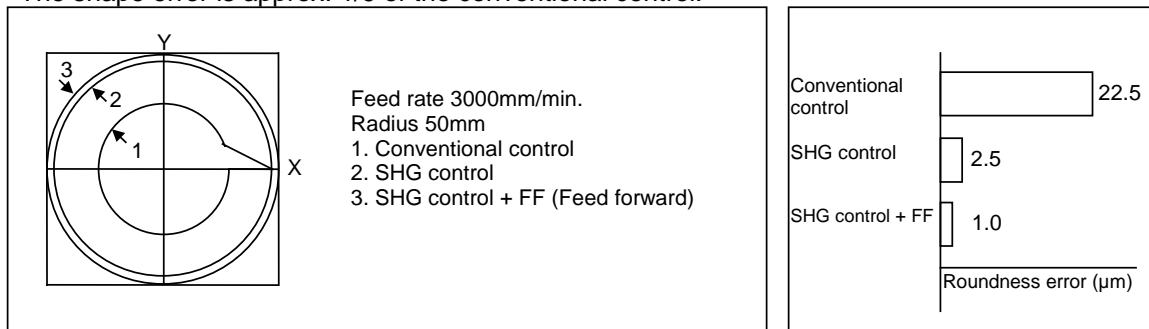 Y
3
2
1
X
Feed rate 3000mm/min.
Radius 50mm
1. Conventional control
2. SHG control
3. SHG control + FF (Feed forward)
Conventional
control
22.5
SHG control
2.5
SHG control + FF
1.0
Roundness error (µm)